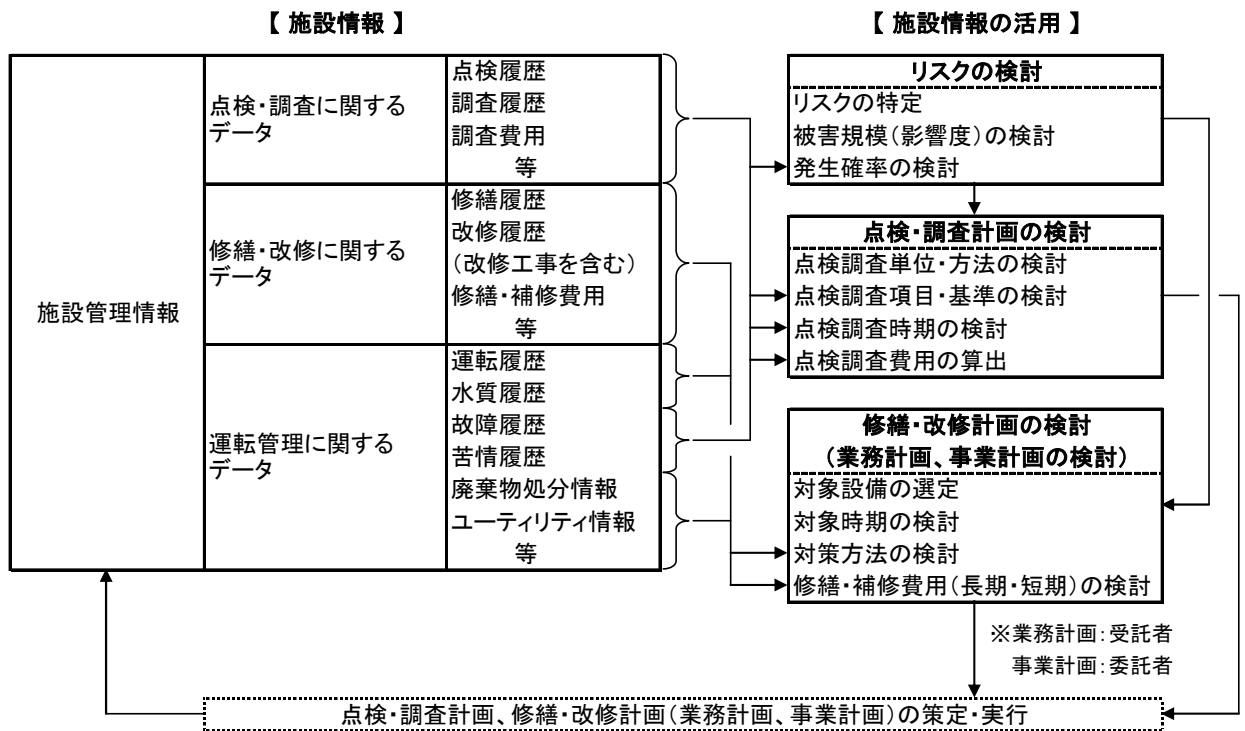 【 施設情報 】
【 施設情報の活用 】
施設管理情報
点検・調査に関する
データ
点検履歴
調査履歴
調査費用
等
修繕・改修に関する
データ
修繕履歴
改修履歴
(改修工事を含む)
修繕・補修費用
等
運転管理に関する
データ
運転履歴
水質履歴
故障履歴
苦情履歴
廃棄物処分情報
ユーティリティ情報
等
リスクの検討
リスクの特定
被害規模(影響度)の検討
発生確率の検討
点検・調査計画の検討
点検調査単位・方法の検討
点検調査項目・基準の検討
点検調査時期の検討
点検調査費用の算出
修繕・改修計画の検討
(業務計画、事業計画の検討)
対象設備の選定
対象時期の検討
対策方法の検討
修繕・補修費用(長期・短期)の検討
※業務計画:受託者
事業計画:委託者
点検・調査計画、修繕・改修計画(業務計画、事業計画)の策定・実行